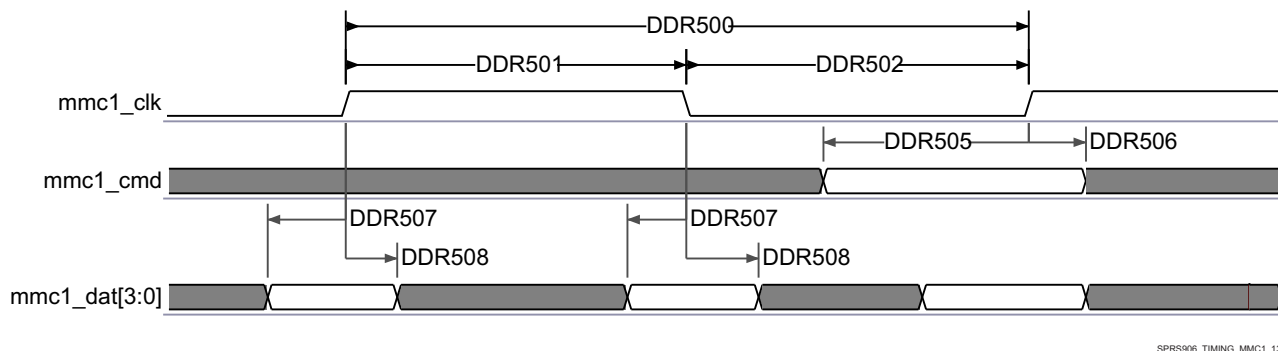 DDR500
DDR501 DDR502
mmc1_clk
DDR505 DDR506
mmc1_cmd
DDR507 DDR507
DDR508 DDR508
mmc1_dat[3:0]